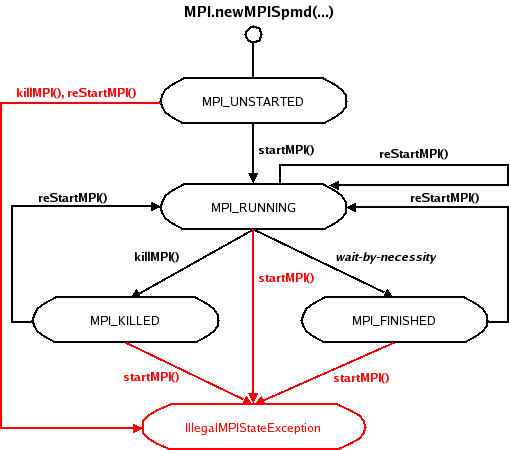 MPI.newMPISpmd(...)
killMPI(), reStartMPI()
MPI_UNSTARTED
startMPI()
reStartMPI()
reStartMPI()
reStartMPI()
MPI_RUNNING
killMPI()
wait-by-necessity
startMPI()
MPI_KILLED
MPI_FINISHED
startMPI()
startMPI()
IllegalMPIStateException